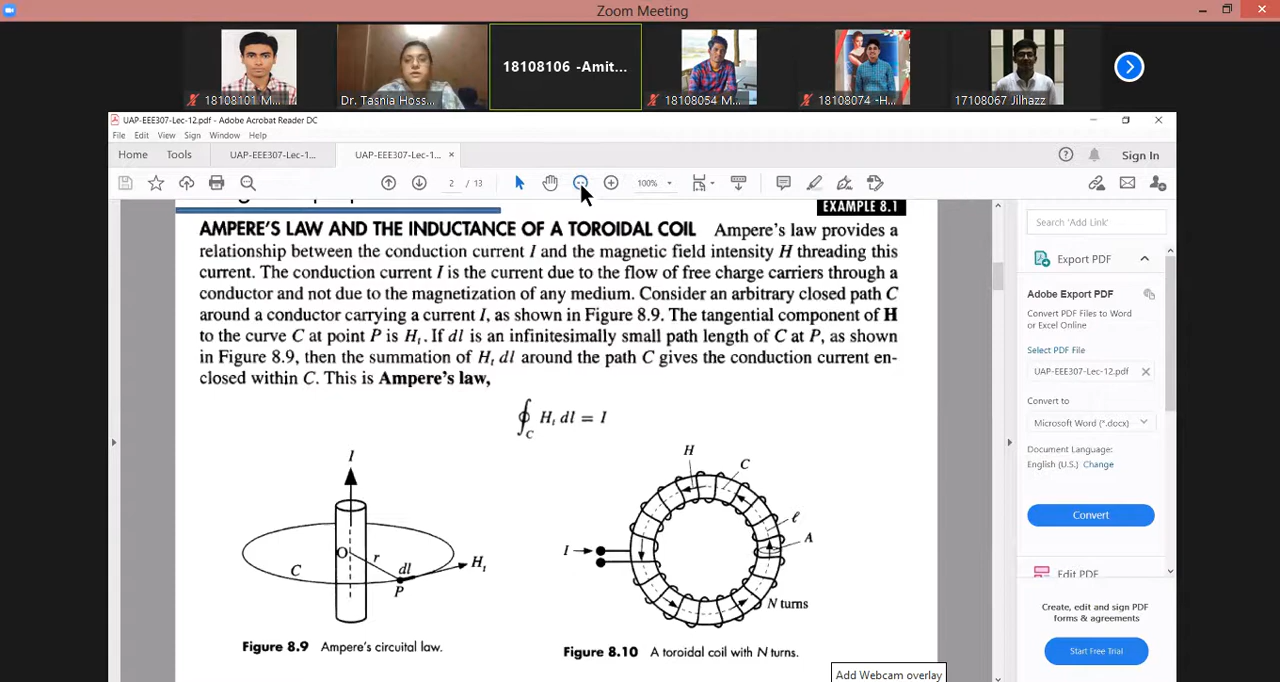 Zoom Meeting
18108106 -Amit...
18108101 M...
Dr. Tasnia Hoss...
18108054 M...
18108074 -H...
17108067 Jilhazz
UAP-EEE307-Lec-12.pdf - Adobe Acrobat Reader DC
File Edit View Sign Window Help
Home Tools UAP-EEE307-Lec-1... UAP-EEE307-Lec-1... × Sign In
2 / 13 100%
EXAMPLE 8.1
AMPERE'S LAW AND THE INDUCTANCE OF A TOROIDAL COIL Ampere's law provides a
relationship between the conduction current I and the magnetic field intensity H threading this
current. The conduction current I is the current due to the flow of free charge carriers through a
conductor and not due to the magnetization of any medium. Consider an arbitrary closed path C
around a conductor carrying a current I, as shown in Figure 8.9. The tangential component of H
to the curve C at point P is Hₜ. If dl is an infinitesimally small path length of C at P, as shown
in Figure 8.9, then the summation of Hₜ dl around the path C gives the conduction current en-
closed within C. This is Ampere's law,
∮C Hₜ dl = I
I
O
r
dl
P
Hₜ
C
Figure 8.9 Ampere's circuital law.
H
C
ℓ
A
I
N turns
Figure 8.10 A toroidal coil with N turns.
Search 'Add Link'
Export PDF
Adobe Export PDF
Convert PDF Files to Word
or Excel Online
Select PDF File
UAP-EEE307-Lec-12.pdf
Convert to
Microsoft Word (*.docx)
Document Language:
English (U.S.) Change
Convert
Edit PDF
Create, edit and sign PDF
forms & agreements
Start Free Trial
Add Webcam overlay